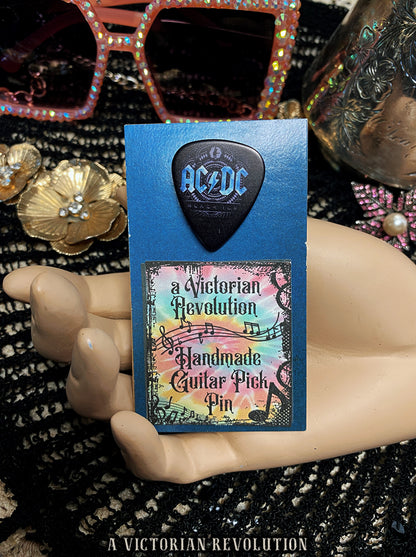 AC⚡DC
a Victorian
Revolution
Handmade
Guitar Pick
Pin
A VICTORIAN REVOLUTION